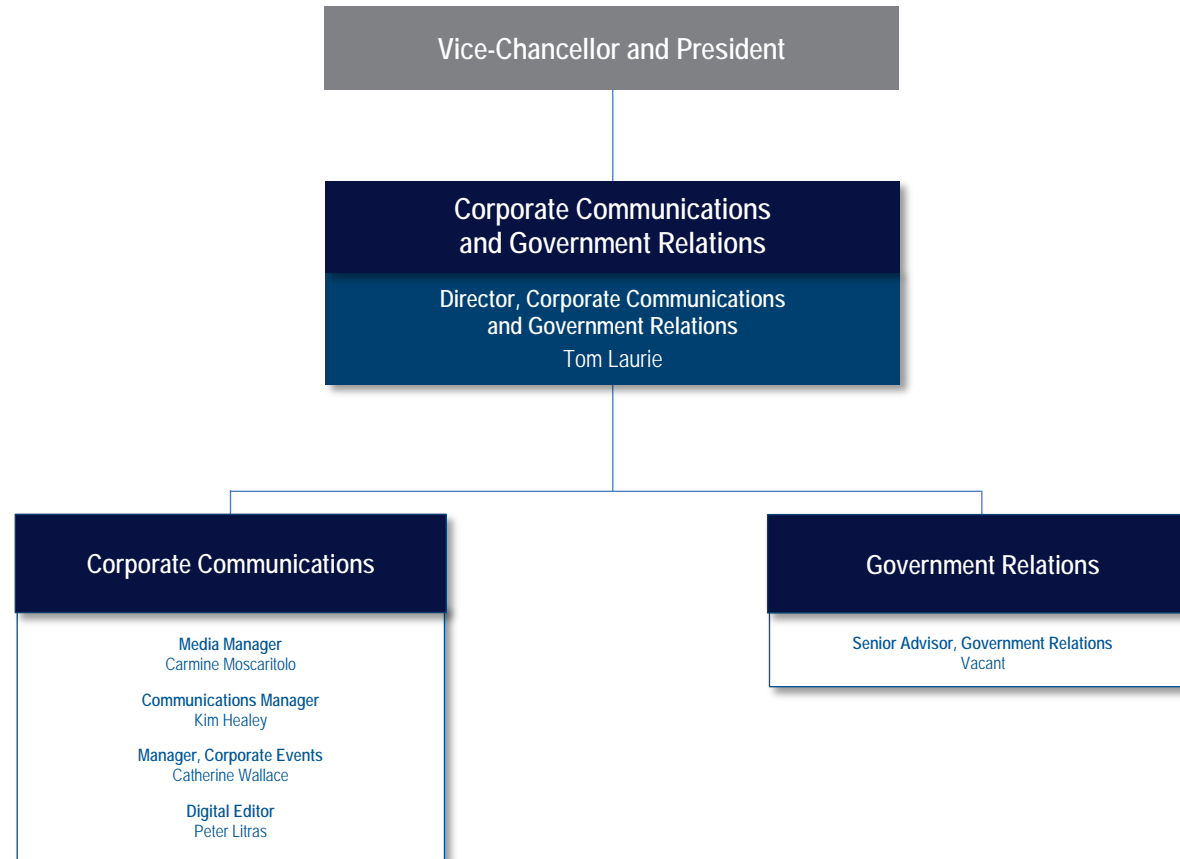 Vice-Chancellor and President
Corporate Communications
and Government Relations
Director, Corporate Communications
and Government Relations
Tom Laurie
Corporate Communications
Media Manager
Carmine Moscaritolo
Communications Manager
Kim Healey
Manager, Corporate Events
Catherine Wallace
Digital Editor
Peter Litras
Government Relations
Senior Advisor, Government Relations
Vacant